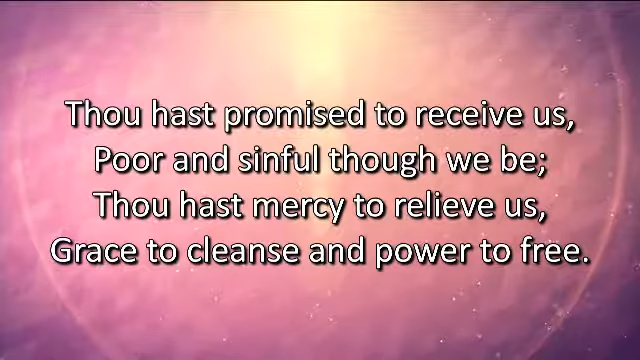 Thou hast promised to receive us,
Poor and sinful though we be;
Thou hast mercy to relieve us,
Grace to cleanse and power to free.